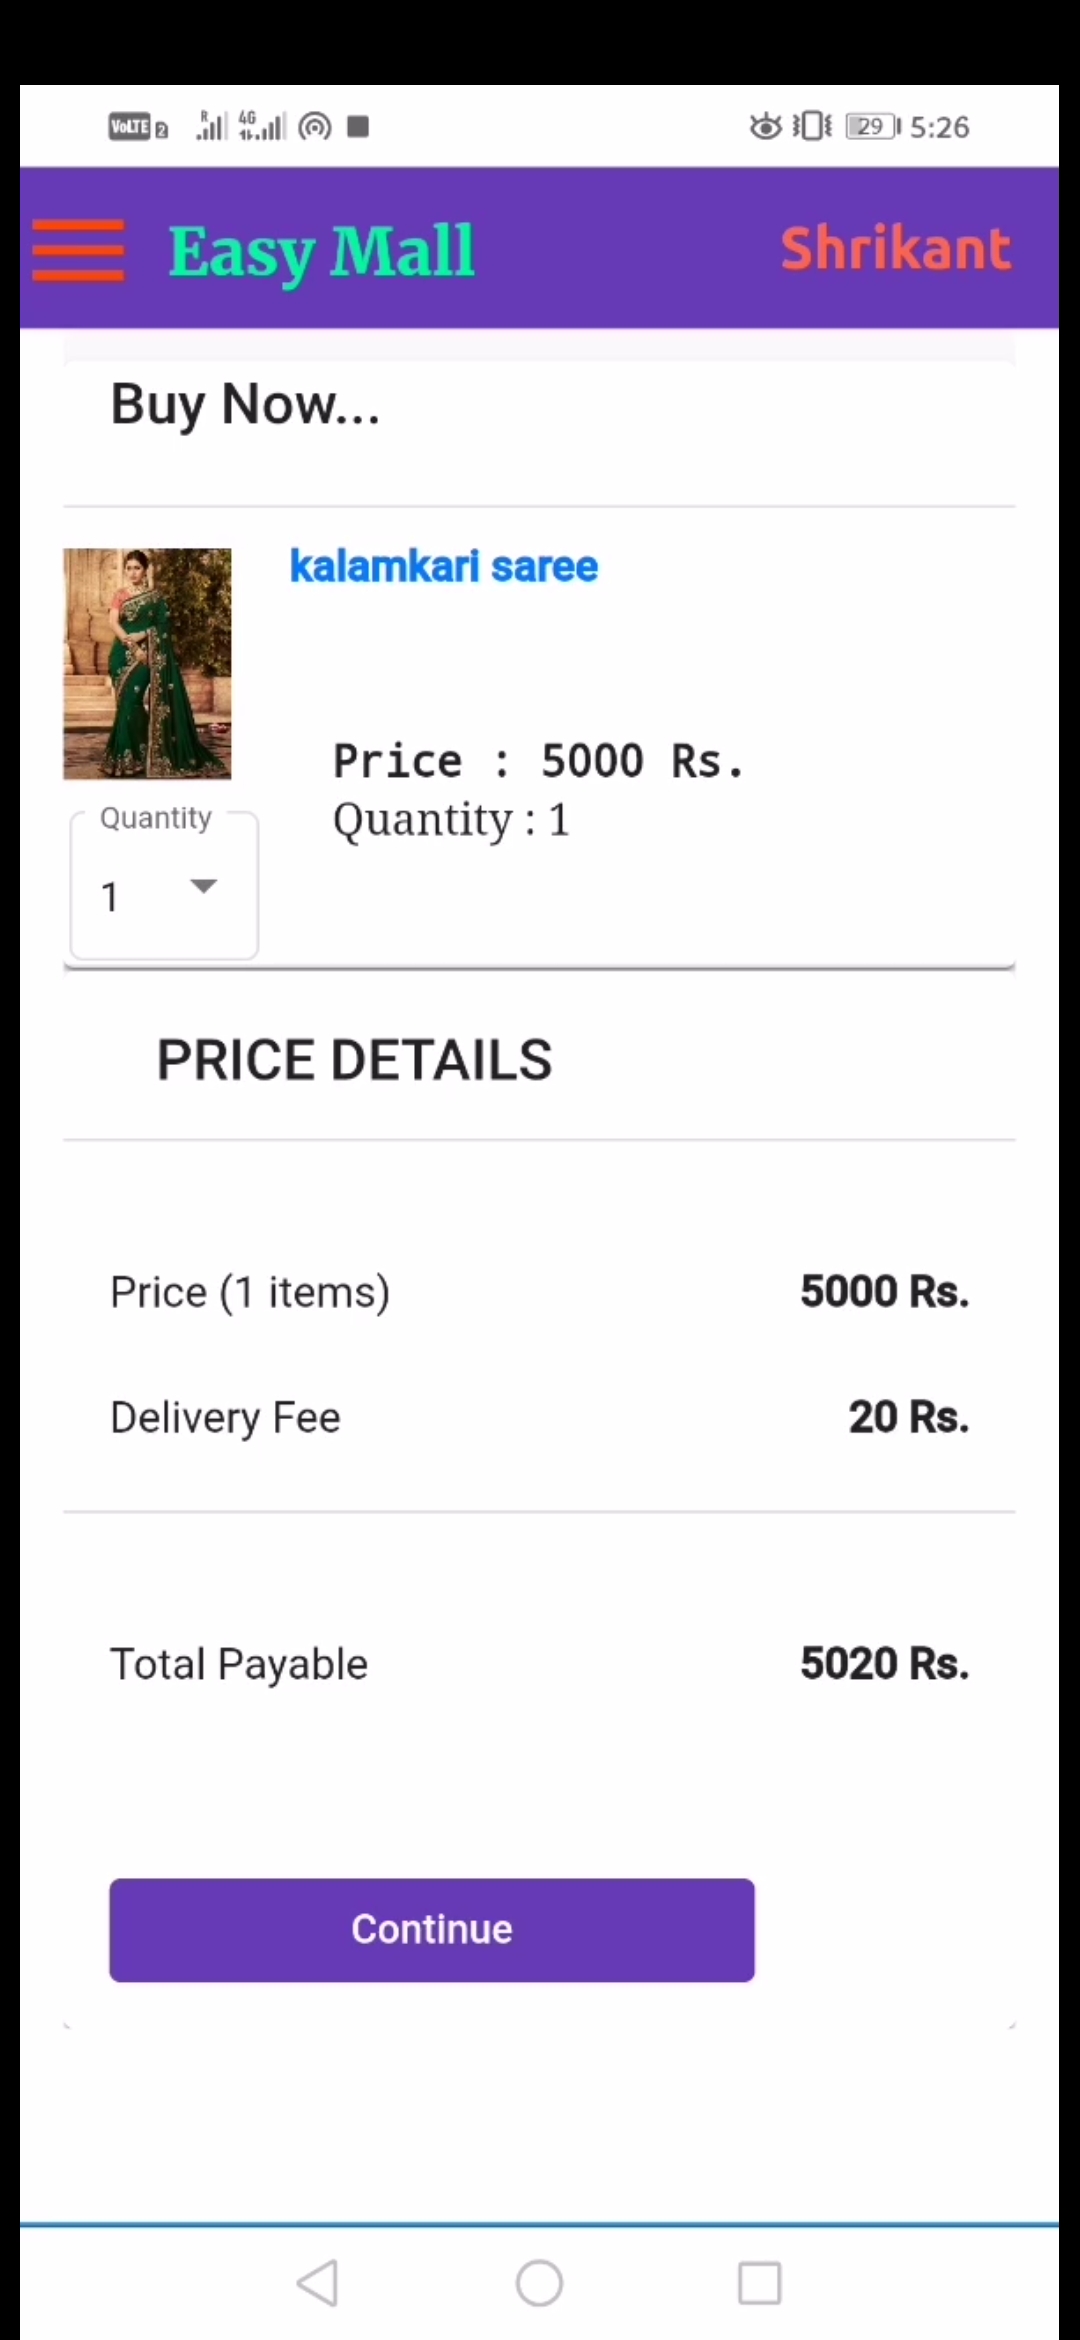 VoLTE 2 R 4G 29 5:26
Easy Mall Shrikant
Buy Now...
kalamkari saree
Price : 5000 Rs.
Quantity : 1
Quantity
1
PRICE DETAILS
Price (1 items) 5000 Rs.
Delivery Fee 20 Rs.
Total Payable 5020 Rs.
Continue